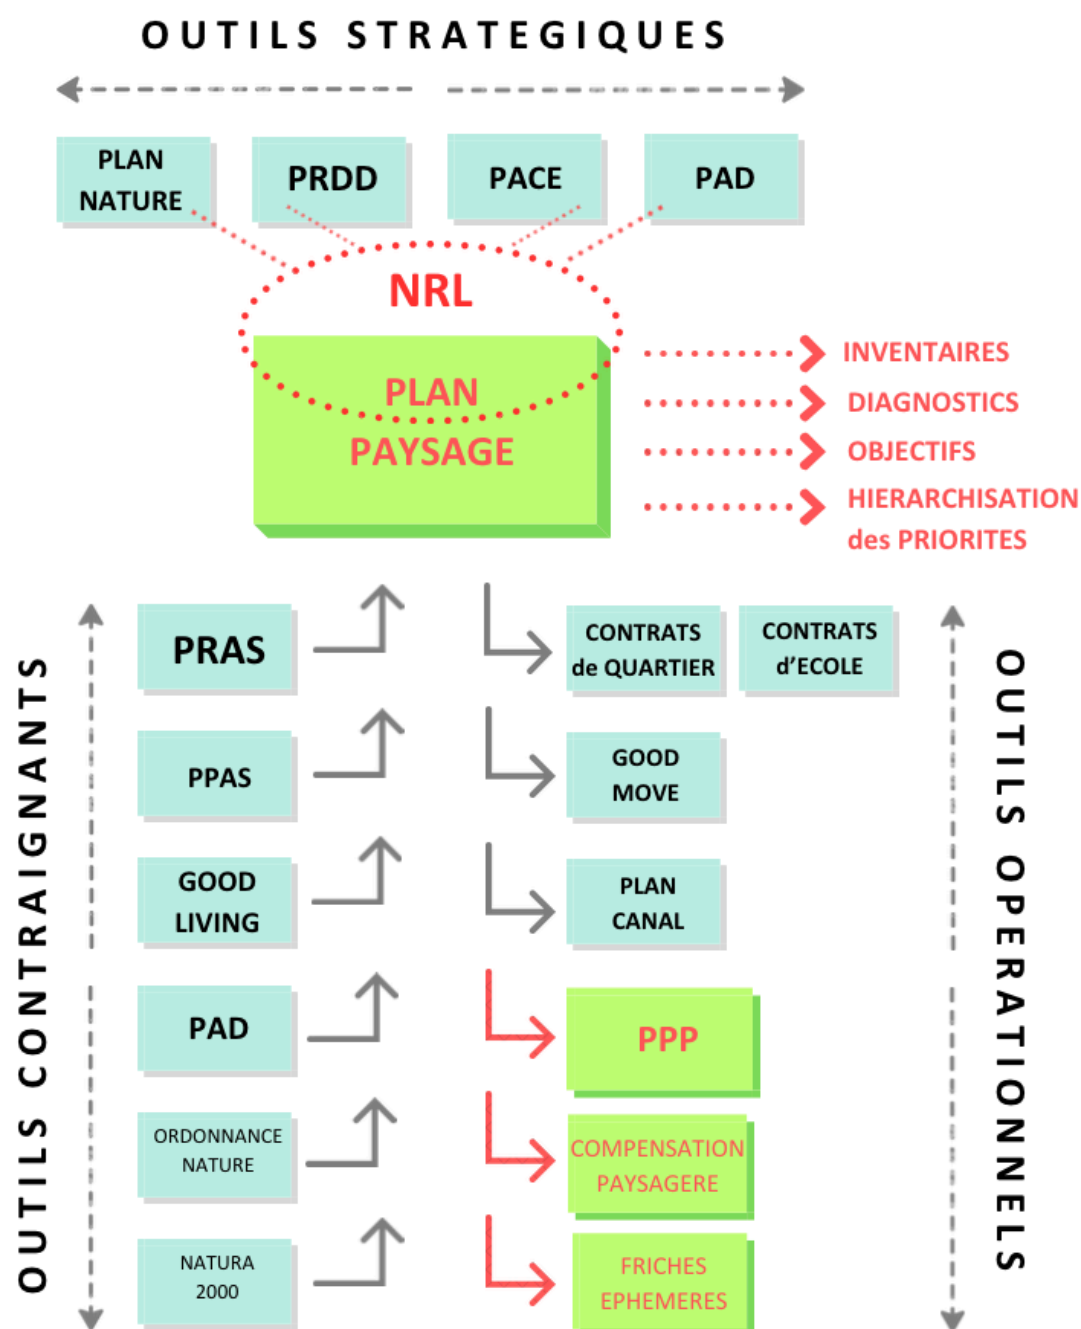 OUTILS STRATEGIQUES
PLAN
NATURE
PRDD
PACE
PAD
NRL
PLAN
PAYSAGE
INVENTAIRES
DIAGNOSTICS
OBJECTIFS
HIERARCHISATION
des PRIORITES
OUTILS CONTRAIGNANTS
PRAS
PPAS
GOOD
LIVING
PAD
ORDONNANCE
NATURE
NATURA
2000
CONTRATS
de QUARTIER
CONTRATS
d'ECOLE
GOOD
MOVE
PLAN
CANAL
PPP
COMPENSATION
PAYSAGERE
FRICHES
EPHEMERES
OUTILS OPERATIONNELS